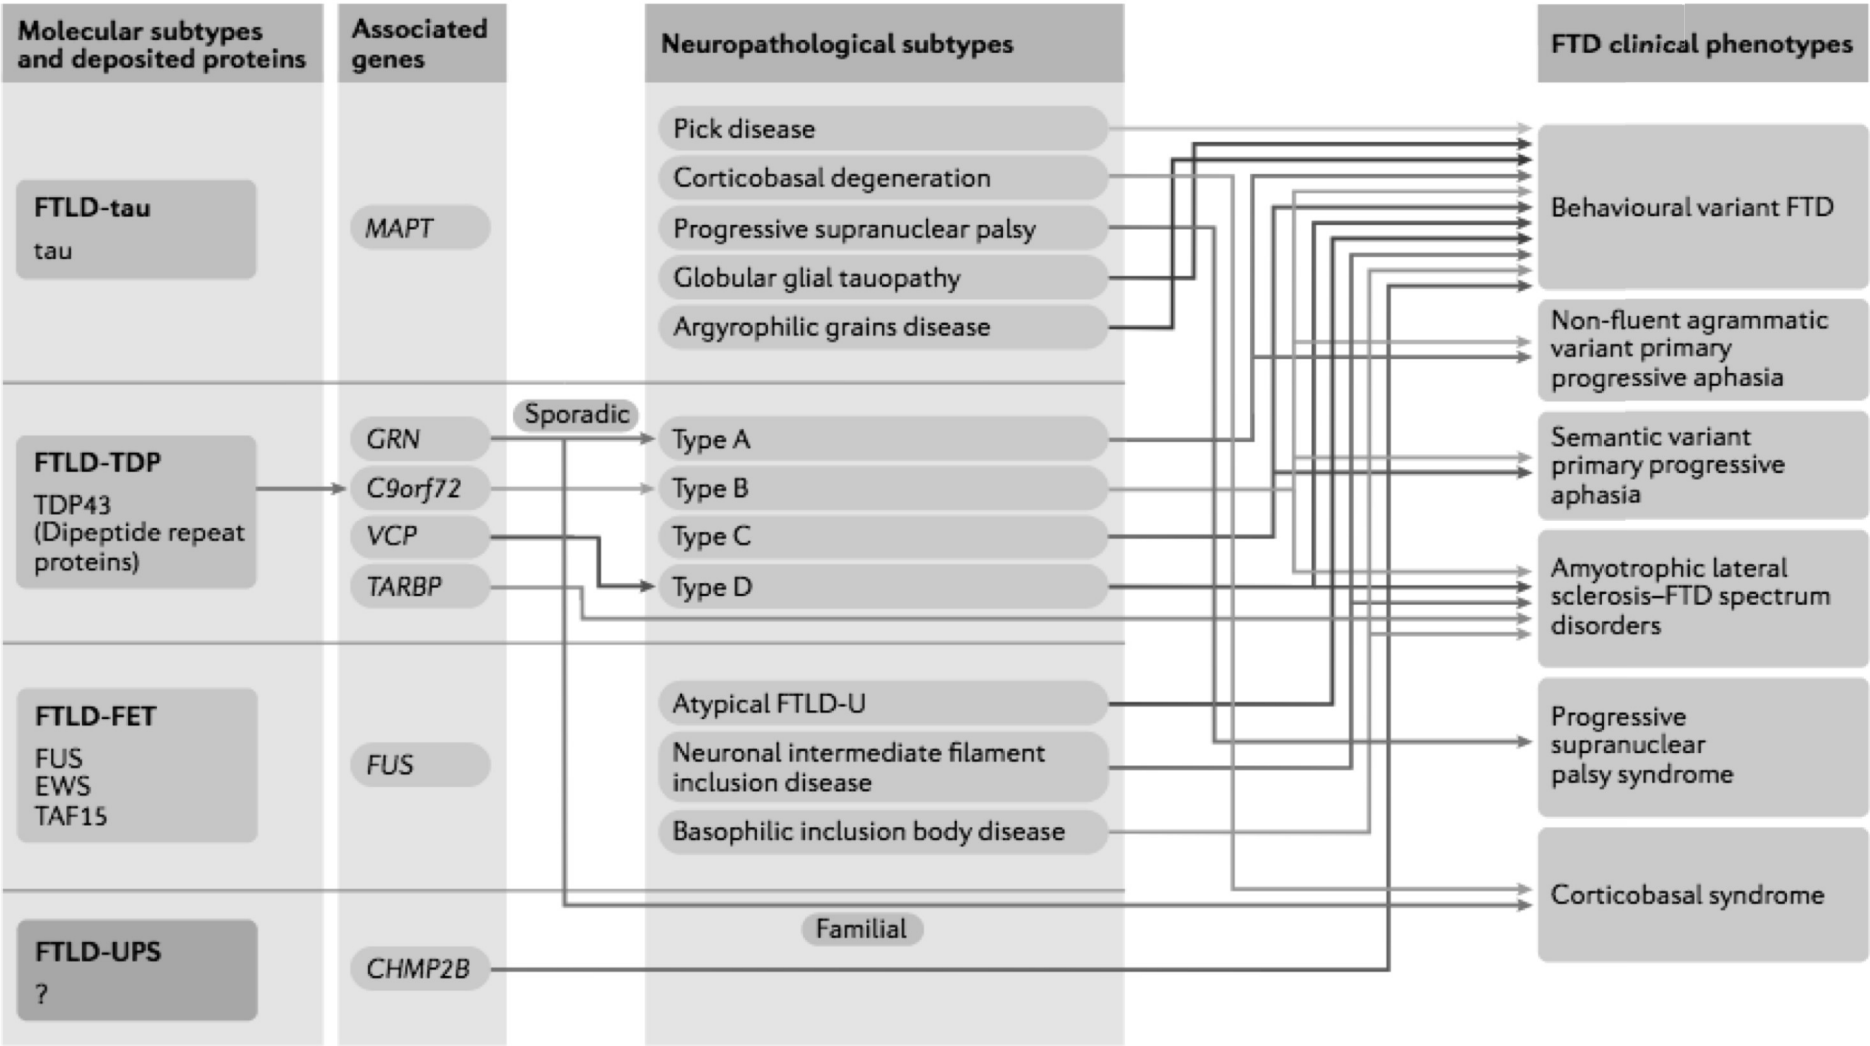 Molecular subtypes
and deposited proteins
Associated
genes
Neuropathological subtypes
FTD clinical phenotypes
FTLD-tau
tau
MAPT
Pick disease
Corticobasal degeneration
Progressive supranuclear palsy
Globular glial tauopathy
Argyrophilic grains disease
FTLD-TDP
TDP43
(Dipeptide repeat
proteins)
GRN
C9orf72
VCP
TARBP
Sporadic
Type A
Type B
Type C
Type D
FTLD-FET
FUS
EWS
TAF15
FUS
Atypical FTLD-U
Neuronal intermediate filament
inclusion disease
Basophilic inclusion body disease
FTLD-UPS
?
CHMP2B
Familial
Behavioural variant FTD
Non-fluent agrammatic
variant primary
progressive aphasia
Semantic variant
primary progressive
aphasia
Amyotrophic lateral
sclerosis–FTD spectrum
disorders
Progressive
supranuclear
palsy syndrome
Corticobasal syndrome